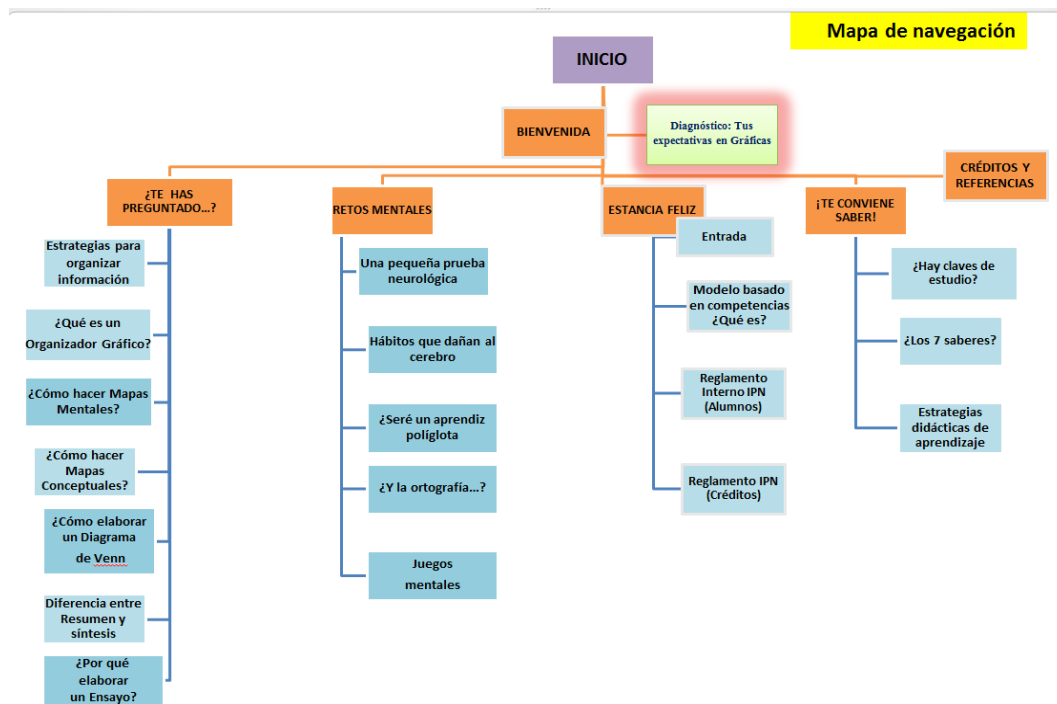 Mapa de navegación
INICIO
BIENVENIDA
Diagnóstico: Tus
expectativas en Gráficas
CRÉDITOS Y
REFERENCIAS
¿TE HAS
PREGUNTADO...?
Estrategias para
organizar
información
¿Qué es un
Organizador Gráfico?
¿Cómo hacer Mapas
Mentales?
¿Cómo hacer
Mapas
Conceptuales?
¿Cómo elaborar
un Diagrama
de Venn
Diferencia entre
Resumen y
síntesis
¿Por qué
elaborar
un Ensayo?
RETOS MENTALES
Una pequeña prueba
neurológica
Hábitos que dañan al
cerebro
¿Seré un aprendiz
políglota
¿Y la ortografía...?
Juegos
mentales
ESTANCIA FELIZ
Entrada
Modelo basado
en competencias
¿Qué es?
Reglamento
Interno IPN
(Alumnos)
Reglamento IPN
(Créditos)
¡TE CONVIENE
SABER!
¿Hay claves de
estudio?
¿Los 7 saberes?
Estrategias
didácticas de
aprendizaje